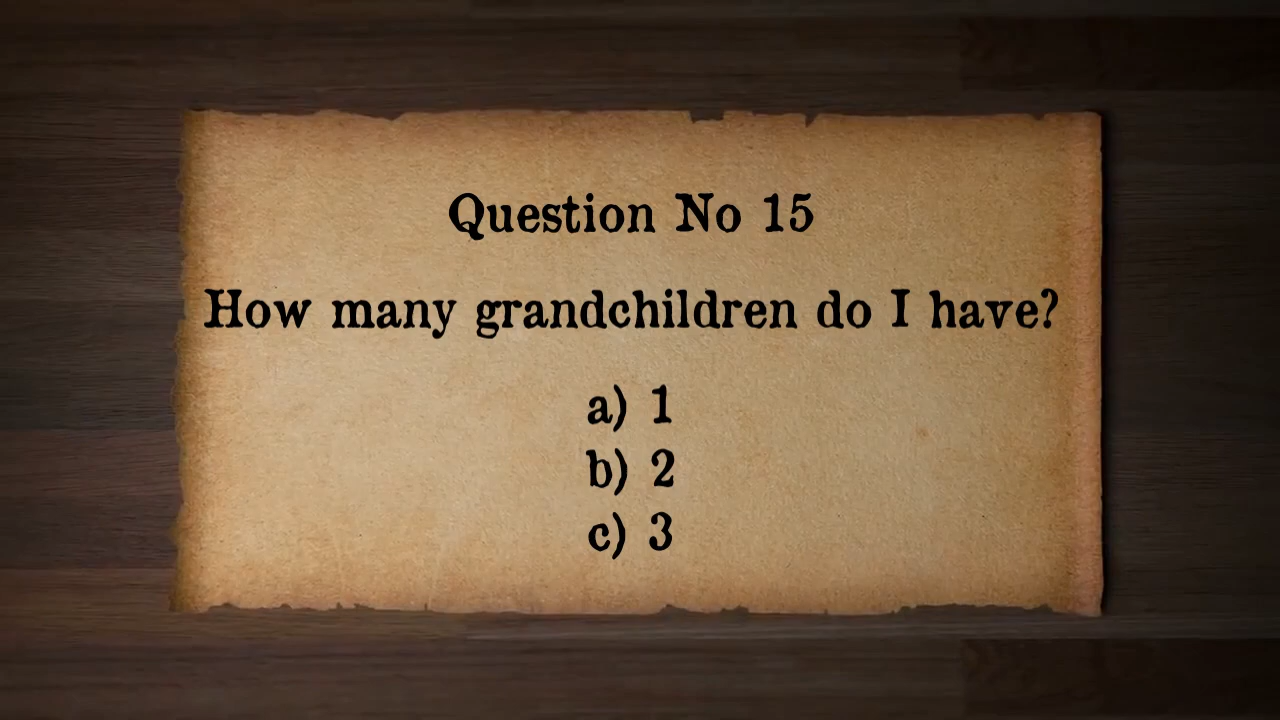 Question No 15
How many grandchildren do I have?
a) 1
b) 2
c) 3